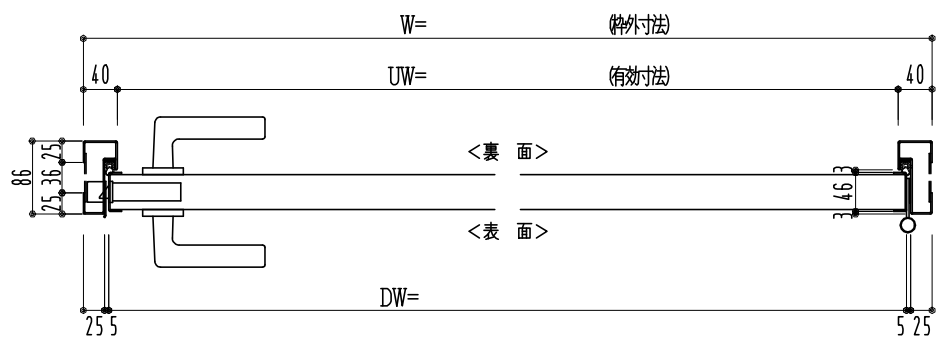 W= (枠外寸法)
40 UW= (有効寸法) 40
86 25 36 25
<裏 面>
3 46 3
<表 面>
DW=
25 5 5 25